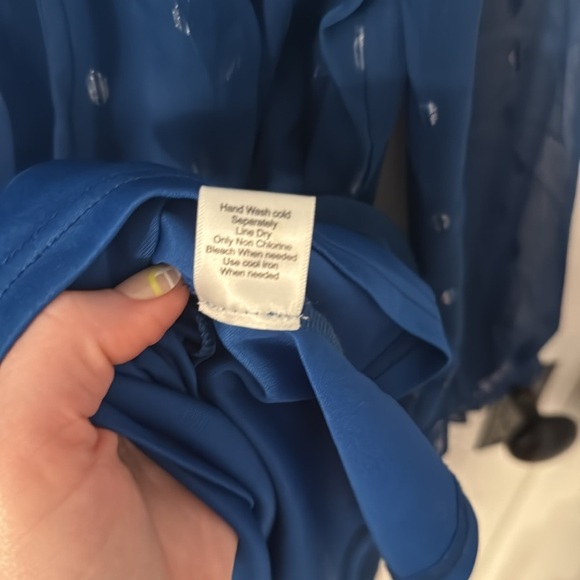 Hand Wash cold
Separately
Line Dry
Only Non Chlorine
Bleach When needed
Use cool iron
When needed